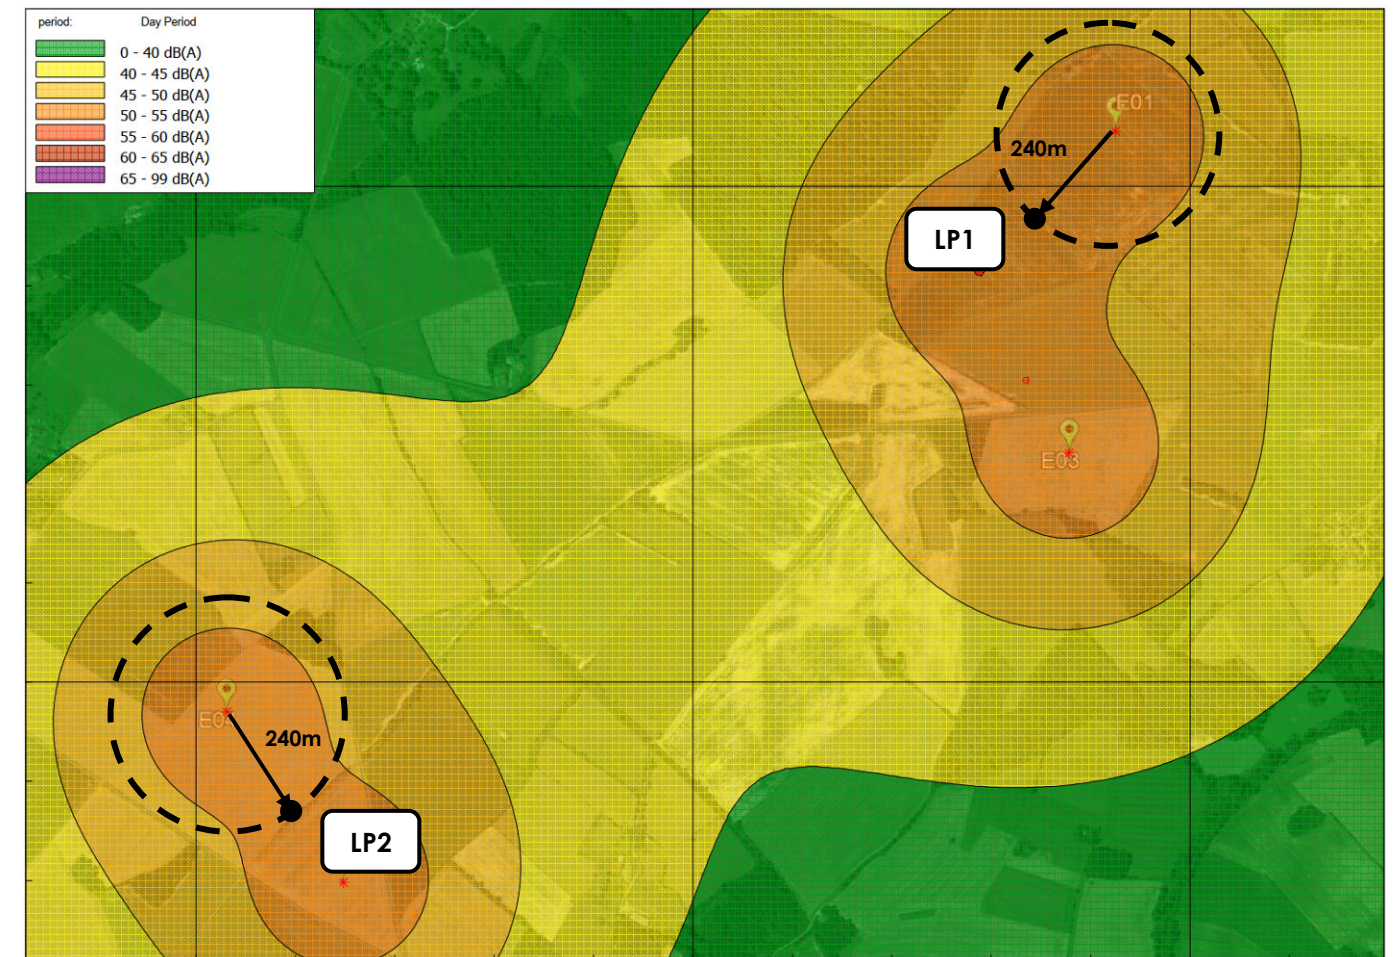 period: Day Period
0 - 40 dB(A)
40 - 45 dB(A)
45 - 50 dB(A)
50 - 55 dB(A)
55 - 60 dB(A)
60 - 65 dB(A)
65 - 99 dB(A)
E01
240m
LP1
E03
240m
LP2